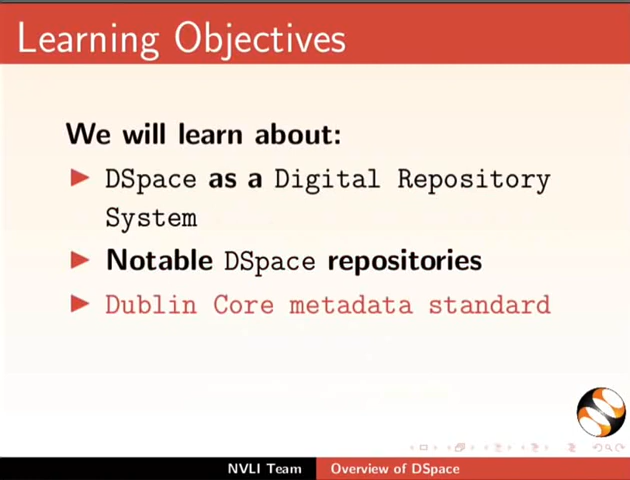 Learning Objectives
We will learn about:
DSpace as a Digital Repository
System
Notable DSpace repositories
Dublin Core metadata standard
NVLI Team
Overview of DSpace